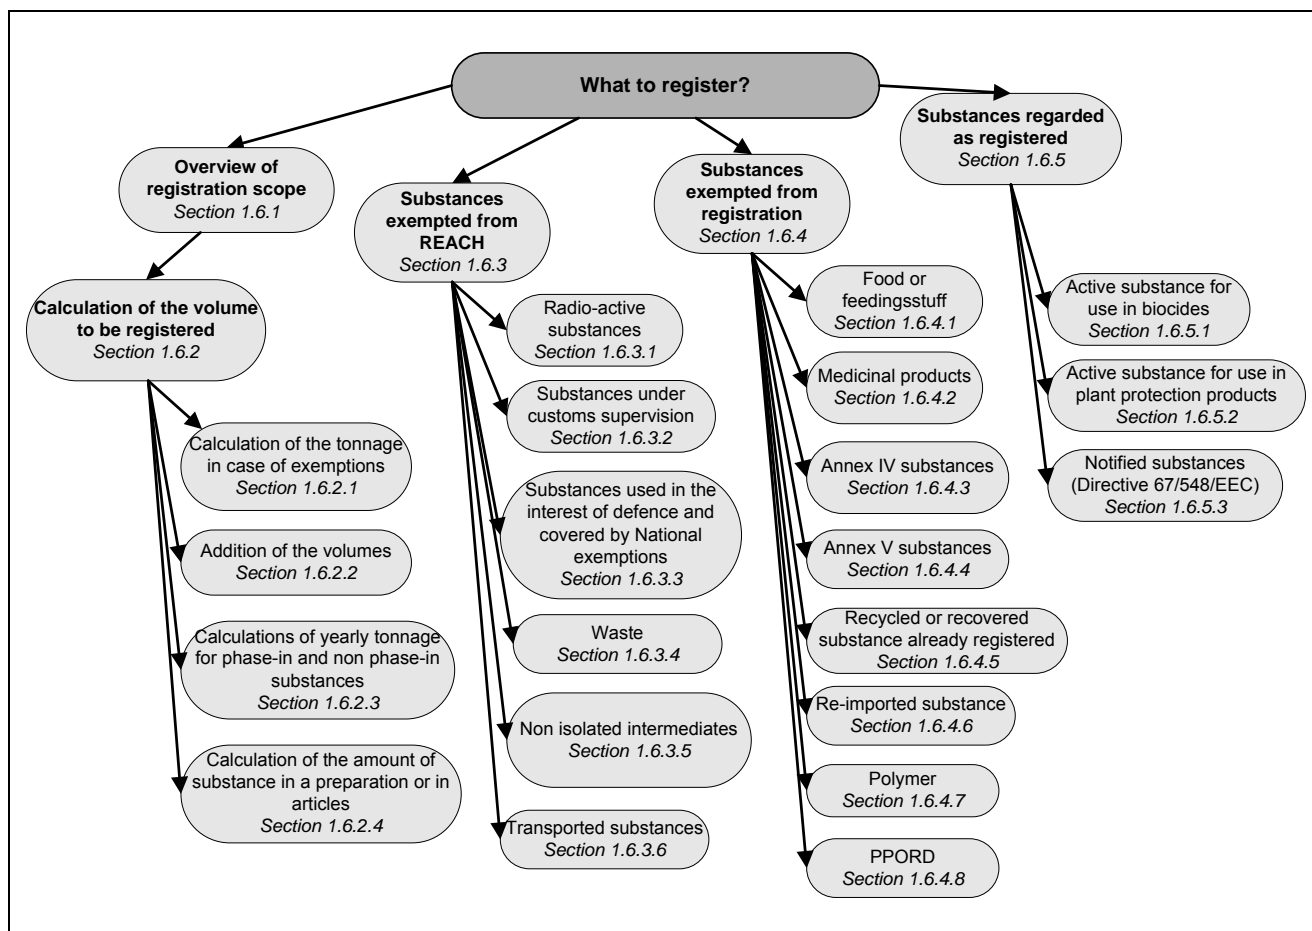 What to register?
Overview of
registration scope
Section 1.6.1
Calculation of the volume
to be registered
Section 1.6.2
Calculation of the tonnage
in case of exemptions
Section 1.6.2.1
Addition of the volumes
Section 1.6.2.2
Calculations of yearly tonnage
for phase-in and non phase-in
substances
Section 1.6.2.3
Calculation of the amount of
substance in a preparation or in
articles
Section 1.6.2.4
Substances
exempted from
REACH
Section 1.6.3
Radio-active
substances
Section 1.6.3.1
Substances under
customs supervision
Section 1.6.3.2
Substances used in the
interest of defence and
covered by National
exemptions
Section 1.6.3.3
Waste
Section 1.6.3.4
Non isolated intermediates
Section 1.6.3.5
Transported substances
Section 1.6.3.6
Substances
exempted from
registration
Section 1.6.4
Food or
feedingsstuff
Section 1.6.4.1
Medicinal products
Section 1.6.4.2
Annex IV substances
Section 1.6.4.3
Annex V substances
Section 1.6.4.4
Recycled or recovered
substance already registered
Section 1.6.4.5
Re-imported substance
Section 1.6.4.6
Polymer
Section 1.6.4.7
PPORD
Section 1.6.4.8
Substances regarded
as registered
Section 1.6.5
Active substance for
use in biocides
Section 1.6.5.1
Active substance for use in
plant protection products
Section 1.6.5.2
Notified substances
(Directive 67/548/EEC)
Section 1.6.5.3